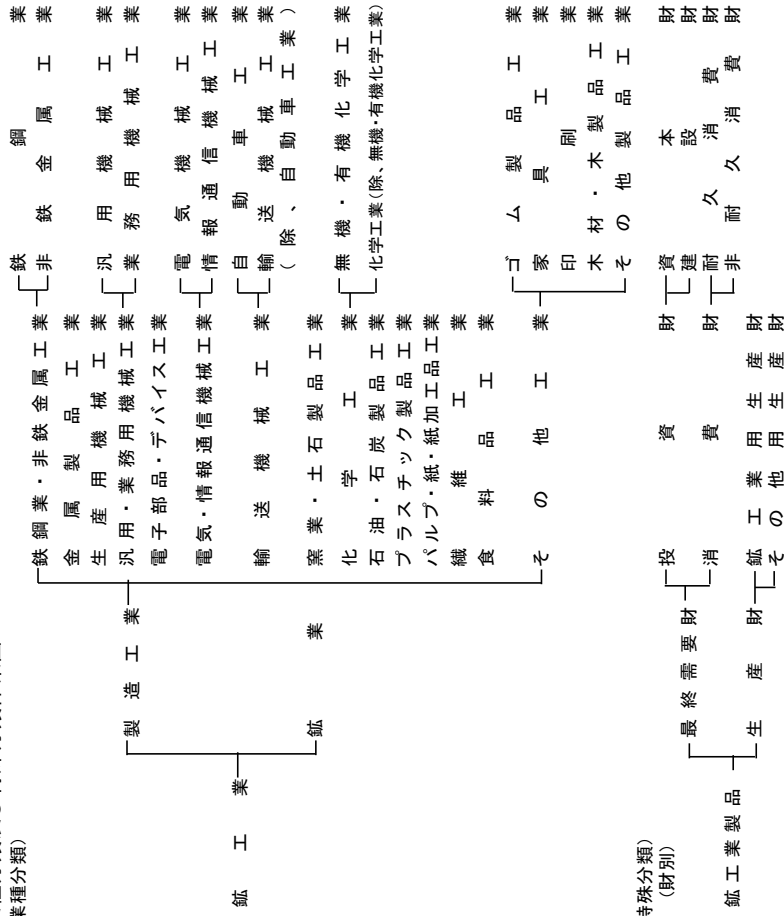 業種分類)
鉄鋼業
鉄鋼業・非鉄金属工業
非鉄金属工業
金属製品工業
生産用機械工業
汎用機械工業
製造工業
汎用・業務用機械工業
業務用機械工業
電子部品・デバイス工業
電気機械工業
電気・情報通信機械工業
情報通信機械工業
鉱工業
自動車工業
輸送機械工業
輸送機械工業
(除、自動車工業)
鉱業
窯業・土石製品工業
無機・有機化学工業
化学工業
化学工業(除、無機・有機化学工業)
石油・石炭製品工業
プラスチック製品工業
パルプ・紙・紙加工品工業
繊維工業
食料品工業
ゴム製品工業
その他工業
家具工業
印刷業
木材・木製品工業
その他製品工業
特殊分類)
(財別)
資本財
投資財
最終需要財
建設財
消費財
耐久消費財
非耐久消費財
鉱工業製品
生産財
鉱工業用生産財
その他用生産財